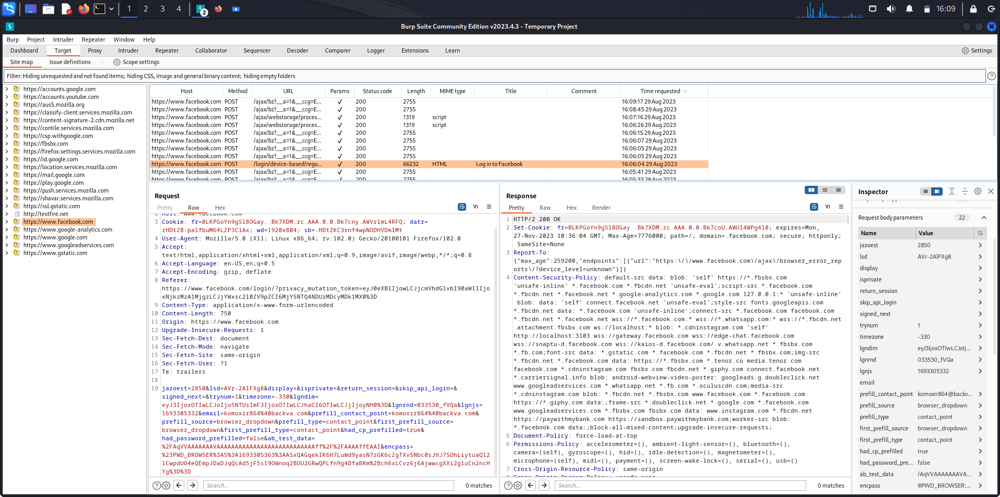 1 2 3 4 2 16:09
Burp Suite Community Edition v2023.4.3 - Temporary Project
Burp Project Intruder Repeater Window Help
Dashboard Target Proxy Intruder Repeater Collaborator Sequencer Decoder Comparer Logger Extensions Learn Settings
Site map Issue definitions Scope settings
Filter: Hiding unrequested and not found items; hiding CSS, image and general binary content; hiding empty folders
https://accounts.google.com
https://accounts.youtube.com
https://aus5.mozilla.org
https://classify-client.services.mozilla.com
https://content-signature-2.cdn.mozilla.net
https://contile.services.mozilla.com
https://csp.withgoogle.com
https://fbsbx.com
https://firefox.settings.services.mozilla.com
https://id.google.com
https://location.services.mozilla.com
https://mail.google.com
https://play.google.com
https://push.services.mozilla.com
https://shavar.services.mozilla.com
https://ssl.gstatic.com
http://testfire.net
https://www.facebook.com
https://www.google-analytics.com
https://www.google.com
https://www.googleadservices.com
https://www.gstatic.com
Host Method URL Params Status code Length MIME type Title Comment Time requested
https://www.facebook.com POST /ajax/bz?__a=1&__ccg=E... ✓ 200 2755 16:09:17 29 Aug 2023
https://www.facebook.com POST /ajax/bz?__a=1&__ccg=E... ✓ 200 2755 16:08:45 29 Aug 2023
https://www.facebook.com POST /ajax/webstorage/proces... ✓ 200 1319 script 16:07:16 29 Aug 2023
https://www.facebook.com POST /ajax/webstorage/proces... ✓ 200 1319 script 16:06:26 29 Aug 2023
https://www.facebook.com POST /ajax/bz?__a=1&__ccg=E... ✓ 200 2755 16:06:15 29 Aug 2023
https://www.facebook.com POST /ajax/bz?__a=1&__ccg=E... ✓ 200 2755 16:06:07 29 Aug 2023
https://www.facebook.com POST /ajax/bz?__a=1&__ccg=E... ✓ 200 2755 16:06:05 29 Aug 2023
https://www.facebook.com POST /ajax/bz?__a=1&__ccg=E... ✓ 200 2755 16:06:05 29 Aug 2023
https://www.facebook.com POST /login/device-based/regu... ✓ 200 66232 HTML Log in to Facebook 16:06:04 29 Aug 2023
https://www.facebook.com POST /ajax/bz?__a=1&__ccg=E... ✓ 200 2755 16:05:41 29 Aug 2023
https://www.facebook.com POST /ajax/bz?__a=1&__ccg=E... ✓ 200 2755 16:05:33 29 Aug 2023
Request
Pretty Raw Hex \n
2 Host: www.facebook.com
3 Cookie: fr=0LKPGoYn9gSl8OGay..Bk7XDM.zc.AAA.0.0.Bk7cny.AWVrlmL4RFQ; datr=
zHDtZB-palfbuM64LZP3ClAx; wd=1920x804; sb=-HDtZKC3rnf4wpNODHVDmlMt
4 User-Agent: Mozilla/5.0 (X11; Linux x86_64; rv:102.0) Gecko/20100101 Firefox/102.0
5 Accept:
text/html,application/xhtml+xml,application/xml;q=0.9,image/avif,image/webp,*/*;q=0.8
6 Accept-Language: en-US,en;q=0.5
7 Accept-Encoding: gzip, deflate
8 Referer:
https://www.facebook.com/login/?privacy_mutation_token=eyJ0eXBlIjowLCJjcmVhdGlvbl90aW1lIjo
xNjkzMzA1MjgzLCJjYWxsc2l0ZV9pZCI6MjY5NTQ4NDUzMDcyMDk1MX0%3D
9 Content-Type: application/x-www-form-urlencoded
10 Content-Length: 750
11 Origin: https://www.facebook.com
12 Upgrade-Insecure-Requests: 1
13 Sec-Fetch-Dest: document
14 Sec-Fetch-Mode: navigate
15 Sec-Fetch-Site: same-origin
16 Sec-Fetch-User: ?1
17 Te: trailers
18
19 jazoest=2850&lsd=AVr-2AlFXg8&display=&isprivate=&return_session=&skip_api_login=&
signed_next=&trynum=1&timezone=-330&lgndim=
eyJ3IjoxOTIwLCJoIjo5NTUsImF3IjoxOTIwLCJhaCI6OTIwLCJjIjoyNH0%3D&lgnrnd=033530_fVQa&lgnjs=
1693305332&email=komoxir864%40backva.com&prefill_contact_point=komoxir864%40backva.com&
prefill_source=browser_dropdown&prefill_type=contact_point&first_prefill_source=
browser_dropdown&first_prefill_type=contact_point&had_cp_prefilled=true&
had_password_prefilled=false&ab_test_data=
%2FAqVVAAAAAAAVAAAAAAAAAAAAAAAAAAAAAAAAAAAff%2F%2FAAAAffEAAI&encpass=
%23PWD_BROWSER%3A5%3A1693305363%3AASxQAGqekIK6H7LuWd9yasN7zGK6cZgTXvSNbc0sJHJ7SOhLiytuaQl2
1CwpdUO4eQEmpJDaDJqQcAd5jF5s19OWnoq2BOU2GRwQPLfn9g4DfaBRm%2Bch6xLCvz6j6AjwwcgXXi2gluCn2ncH
Yg%3D%3D
Search... 0 matches
Response
Pretty Raw Hex Render \n
1 HTTP/2 200 OK
2 Set-Cookie: fr=0LKPGoYn9gSl8OGay..Bk7XDM.zc.AAA.0.0.Bk7coU.AWUI4WPg4l0; expires=Mon,
27-Nov-2023 10:36:04 GMT; Max-Age=7776000; path=/; domain=.facebook.com; secure; httponly;
SameSite=None
3 Report-To:
{"max_age":259200,"endpoints":[{"url":"https:\/\/www.facebook.com\/ajax\/browser_error_rep
orts\/?device_level=unknown"}]}
4 Content-Security-Policy: default-src data: blob: 'self' https://*.fbsbx.com
'unsafe-inline' *.facebook.com *.fbcdn.net 'unsafe-eval';script-src *.facebook.com
*.fbcdn.net *.facebook.net *.google-analytics.com *.google.com 127.0.0.1:* 'unsafe-inline'
blob: data: 'self' connect.facebook.net 'unsafe-eval';style-src fonts.googleapis.com
*.fbcdn.net data: *.facebook.com 'unsafe-inline';connect-src *.facebook.com facebook.com
*.fbcdn.net *.facebook.net wss://*.facebook.com:* wss://*.whatsapp.com:* wss://*.fbcdn.net
attachment.fbsbx.com ws://localhost:* blob: *.cdninstagram.com 'self'
http://localhost:3103 wss://gateway.facebook.com wss://edge-chat.facebook.com
wss://snaptu-d.facebook.com wss://kaios-d.facebook.com/ v.whatsapp.net *.fbsbx.com
*.fb.com;font-src data: *.gstatic.com *.facebook.com *.fbcdn.net *.fbsbx.com;img-src
*.fbcdn.net *.facebook.com data: https://*.fbsbx.com *.tenor.co media.tenor.com
facebook.com *.cdninstagram.com fbsbx.com fbcdn.net *.giphy.com connect.facebook.net
*.carriersignal.info blob: android-webview-video-poster: googleads.g.doubleclick.net
www.googleadservices.com *.whatsapp.net *.fb.com *.oculuscdn.com;media-src
*.cdninstagram.com blob: *.fbcdn.net *.fbsbx.com www.facebook.com *.facebook.com
https://*.giphy.com data:;frame-src *.doubleclick.net *.google.com *.facebook.com
www.googleadservices.com *.fbsbx.com fbsbx.com data: www.instagram.com *.fbcdn.net
https://paywithmybank.com https://sandbox.paywithmybank.com;worker-src blob:
*.facebook.com data:;block-all-mixed-content;upgrade-insecure-requests;
5 Document-Policy: force-load-at-top
6 Permissions-Policy: accelerometer=(), ambient-light-sensor=(), bluetooth=(),
camera=(self), gyroscope=(), hid=(), idle-detection=(), magnetometer=(),
microphone=(self), midi=(), payment=(), screen-wake-lock=(), serial=(), usb=()
7 Cross-Origin-Resource-Policy: same-origin
8 Cross-Origin-Opener-Policy: unsafe-none
Search... 0 matches
Inspector
Request body parameters 22
Name Value
jazoest 2850
lsd AVr-2AlFXg8
display
isprivate
return_session
skip_api_login
signed_next
trynum 1
timezone -330
lgndim eyJ3IjoxOTIwLCJoIj...
lgnrnd 033530_fVQa
lgnjs 1693305332
email
prefill_contact_point komoxir864@backv...
prefill_source browser_dropdown
prefill_type contact_point
first_prefill_source browser_dropdown
first_prefill_type contact_point
had_cp_prefilled true
had_password_pre... false
ab_test_data /AqVVAAAAAAAVA...
encpass #PWD_BROWSER:...